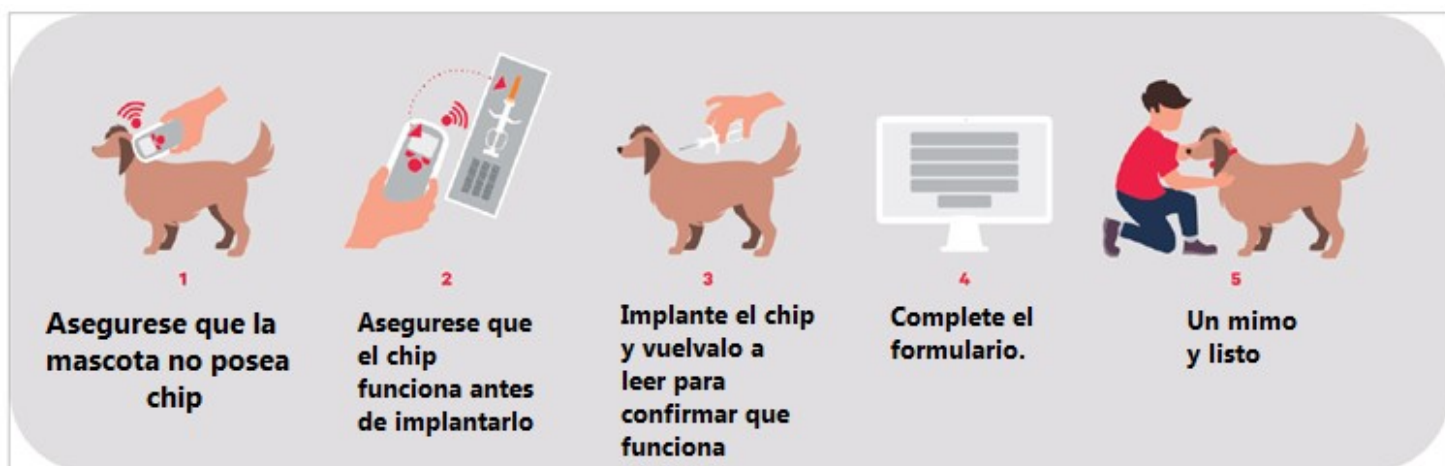 1
Asegurese que la
mascota no posea
chip
2
Asegurese que
el chip
funciona antes
de implantarlo
3
Implante el chip
y vuelvalo a
leer para
confirmar que
funciona
4
Complete el
formulario.
5
Un mimo
y listo